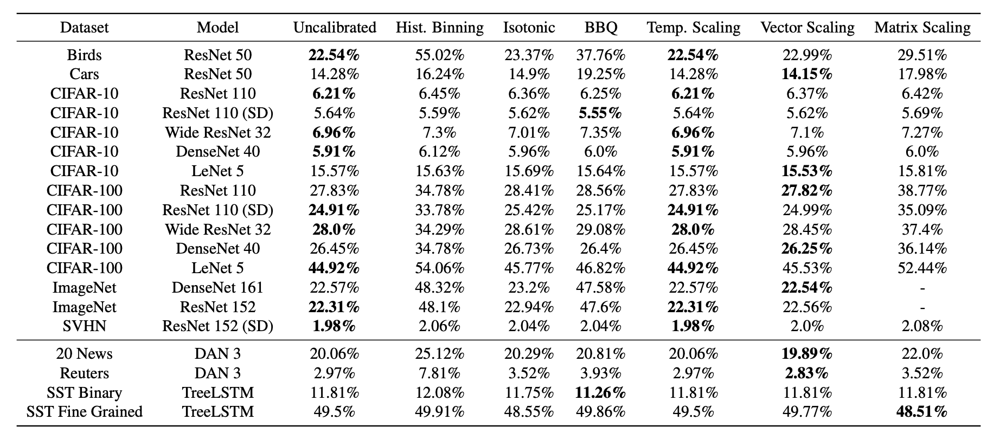 Dataset Model Uncalibrated Hist. Binning Isotonic BBQ Temp. Scaling Vector Scaling Matrix Scaling
Birds ResNet 50 22.54% 55.02% 23.37% 37.76% 22.54% 22.99% 29.51%
Cars ResNet 50 14.28% 16.24% 14.9% 19.25% 14.28% 14.15% 17.98%
CIFAR-10 ResNet 110 6.21% 6.45% 6.36% 6.25% 6.21% 6.37% 6.42%
CIFAR-10 ResNet 110 (SD) 5.64% 5.59% 5.62% 5.55% 5.64% 5.62% 5.69%
CIFAR-10 Wide ResNet 32 6.96% 7.3% 7.01% 7.35% 6.96% 7.1% 7.27%
CIFAR-10 DenseNet 40 5.91% 6.12% 5.96% 6.0% 5.91% 5.96% 6.0%
CIFAR-10 LeNet 5 15.57% 15.63% 15.69% 15.64% 15.57% 15.53% 15.81%
CIFAR-100 ResNet 110 27.83% 34.78% 28.41% 28.56% 27.83% 27.82% 38.77%
CIFAR-100 ResNet 110 (SD) 24.91% 33.78% 25.42% 25.17% 24.91% 24.99% 35.09%
CIFAR-100 Wide ResNet 32 28.0% 34.29% 28.61% 29.08% 28.0% 28.45% 37.4%
CIFAR-100 DenseNet 40 26.45% 34.78% 26.73% 26.4% 26.45% 26.25% 36.14%
CIFAR-100 LeNet 5 44.92% 54.06% 45.77% 46.82% 44.92% 45.53% 52.44%
ImageNet DenseNet 161 22.57% 48.32% 23.2% 47.58% 22.57% 22.54% -
ImageNet ResNet 152 22.31% 48.1% 22.94% 47.6% 22.31% 22.56% -
SVHN ResNet 152 (SD) 1.98% 2.06% 2.04% 2.04% 1.98% 2.0% 2.08%
20 News DAN 3 20.06% 25.12% 20.29% 20.81% 20.06% 19.89% 22.0%
Reuters DAN 3 2.97% 7.81% 3.52% 3.93% 2.97% 2.83% 3.52%
SST Binary TreeLSTM 11.81% 12.08% 11.75% 11.26% 11.81% 11.81% 11.81%
SST Fine Grained TreeLSTM 49.5% 49.91% 48.55% 49.86% 49.5% 49.77% 48.51%